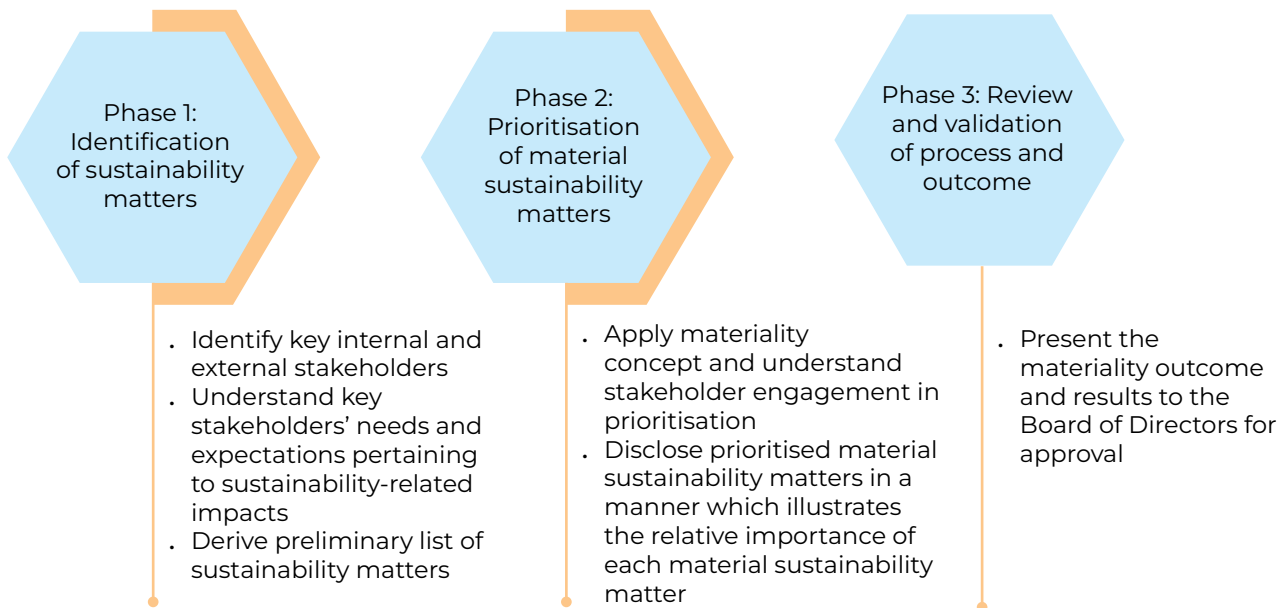 Phase 1:
Identification
of sustainability
matters
. Identify key internal and
external stakeholders
. Understand key
stakeholders’ needs and
expectations pertaining
to sustainability-related
impacts
. Derive preliminary list of
sustainability matters
Phase 2:
Prioritisation
of material
sustainability
matters
. Apply materiality
concept and understand
stakeholder engagement in
prioritisation
. Disclose prioritised material
sustainability matters in a
manner which illustrates
the relative importance of
each material sustainability
matter
Phase 3: Review
and validation
of process and
outcome
. Present the
materiality outcome
and results to the
Board of Directors for
approval